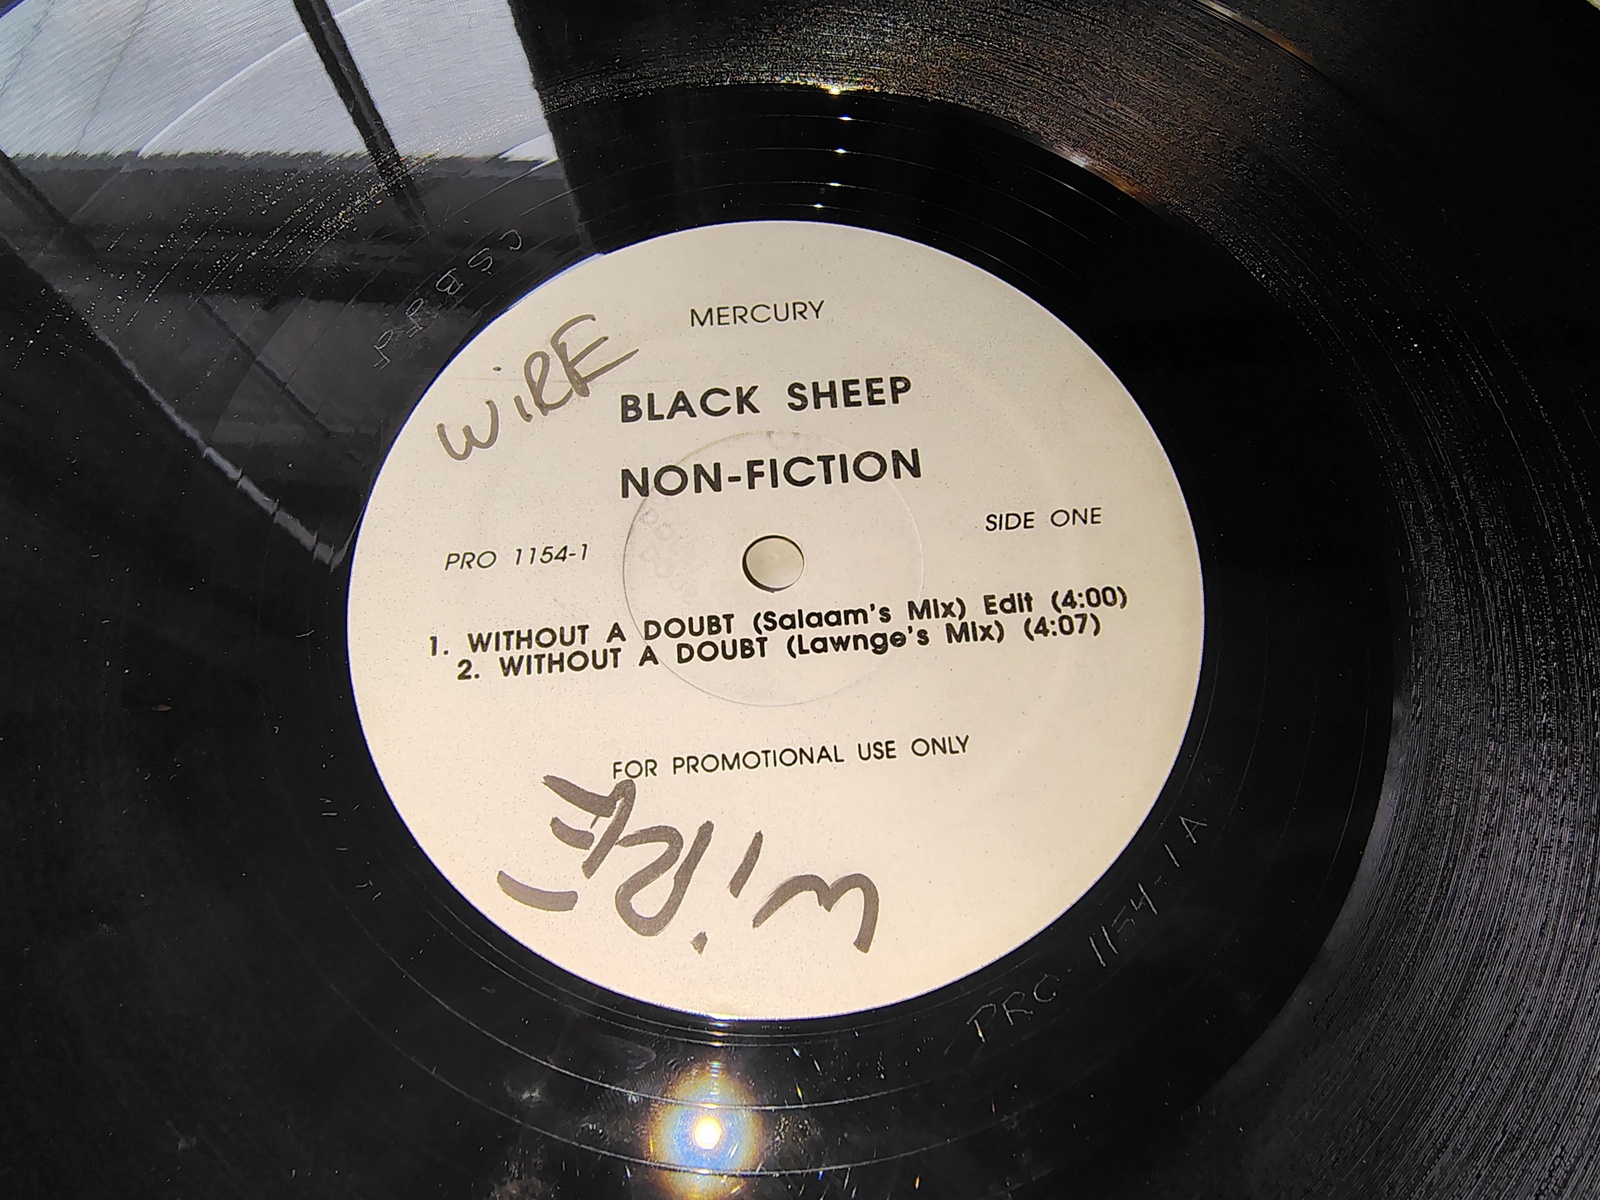 MERCURY
WiRE
BLACK SHEEP
NON-FICTION
SIDE ONE
PRO 1154-1
1. WITHOUT A DOUBT (Salaam's Mix) Edit (4:00)
2. WITHOUT A DOUBT (Lawnge's Mix) (4:07)
FOR PROMOTIONAL USE ONLY
WiRE
PRO-1154-1A